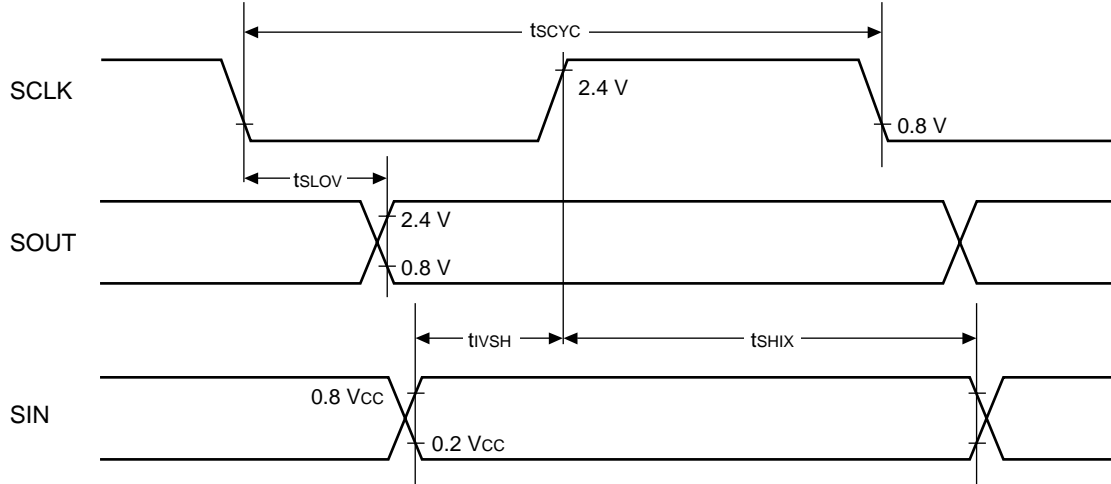 tSCYC
SCLK
2.4 V
0.8 V
tSLOV
SOUT
2.4 V
0.8 V
tIVSH
tSHIX
SIN
0.8 VCC
0.2 VCC